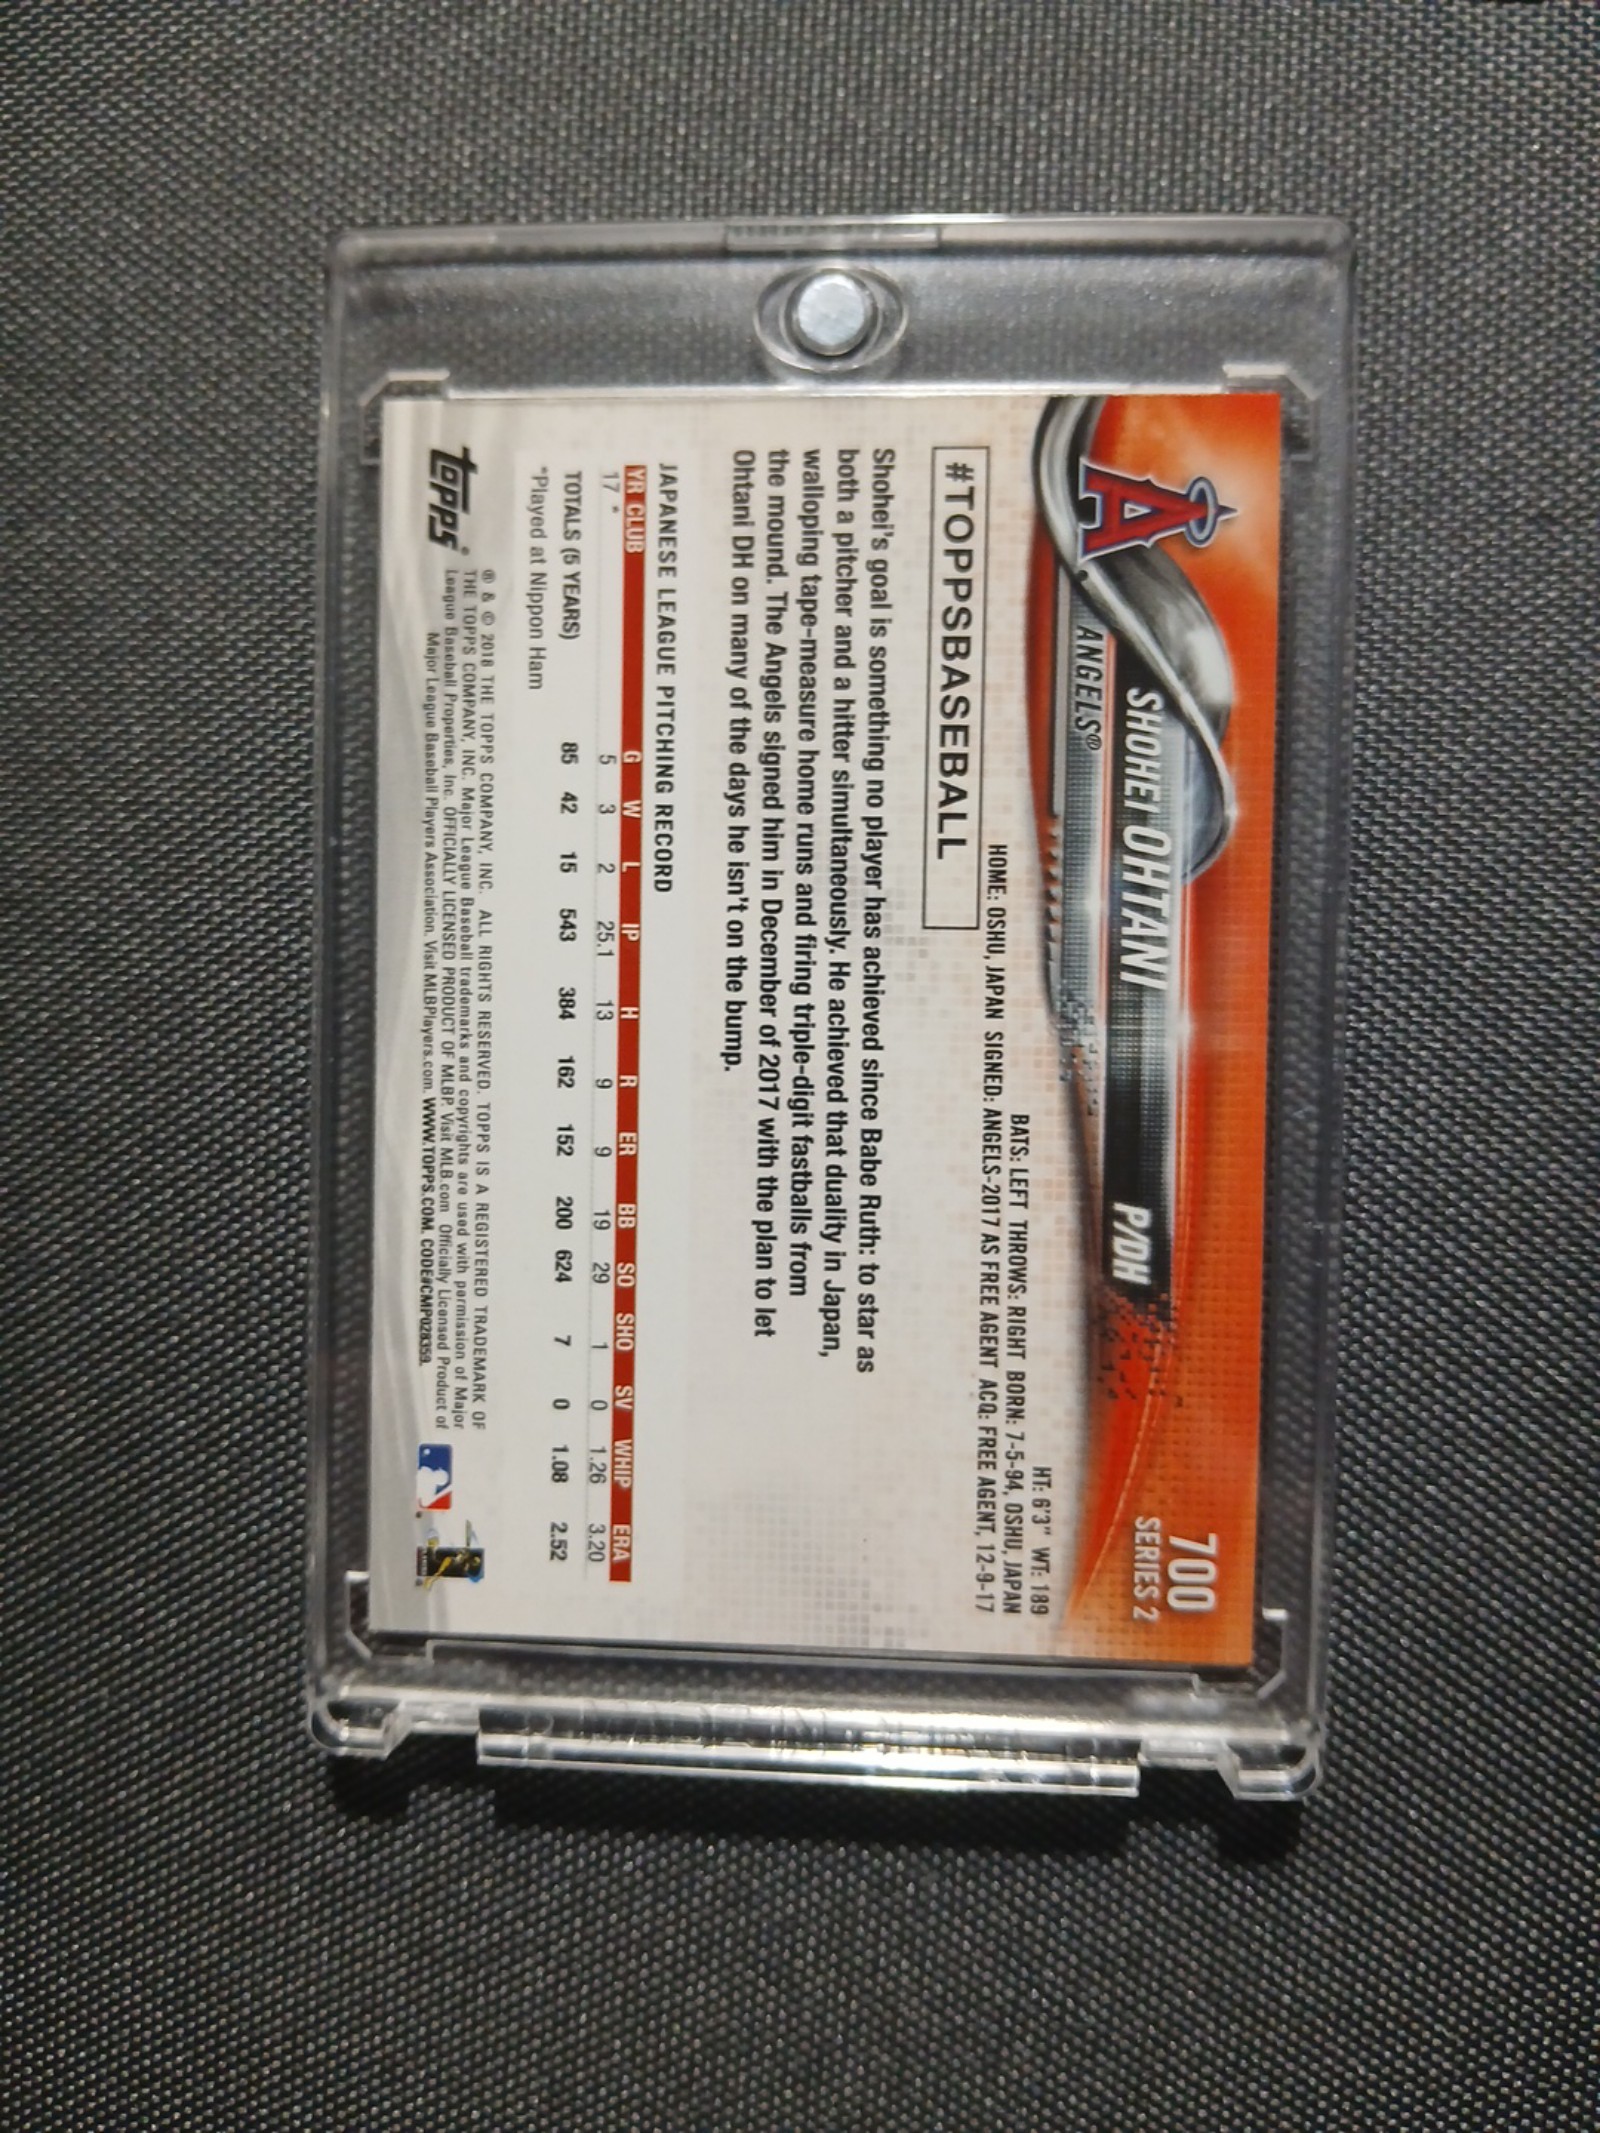 700
SERIES 2
A
SHOHEI OHTANI P/DH
ANGELS®
HT: 6'3" WT: 189
BATS: LEFT THROWS: RIGHT BORN: 7-5-94, OSHU, JAPAN
HOME: OSHU, JAPAN SIGNED: ANGELS-2017 AS FREE AGENT ACQ: FREE AGENT, 12-9-17
#TOPPSBASEBALL
Shohei's goal is something no player has achieved since Babe Ruth: to star as
both a pitcher and a hitter simultaneously. He achieved that duality in Japan,
walloping tape-measure home runs and firing triple-digit fastballs from
the mound. The Angels signed him in December of 2017 with the plan to let
Ohtani DH on many of the days he isn't on the bump.
JAPANESE LEAGUE PITCHING RECORD
YR CLUB G W L IP H R ER BB SO SHO SV WHIP ERA
17 * 5 3 2 25.1 13 9 9 19 29 1 0 1.26 3.20
TOTALS (5 YEARS) 85 42 15 543 384 162 152 200 624 7 0 1.08 2.52
*Played at Nippon Ham
topps®
® & © 2018 THE TOPPS COMPANY, INC. ALL RIGHTS RESERVED. TOPPS IS A REGISTERED TRADEMARK OF
THE TOPPS COMPANY, INC. Major League Baseball trademarks and copyrights are used with permission of Major
League Baseball Properties, Inc. OFFICIALLY LICENSED PRODUCT OF MLBP. Visit MLB.com Officially Licensed Product of
Major League Baseball Players Association. Visit MLBPlayers.com. WWW.TOPPS.COM. CODE#CMP028359.